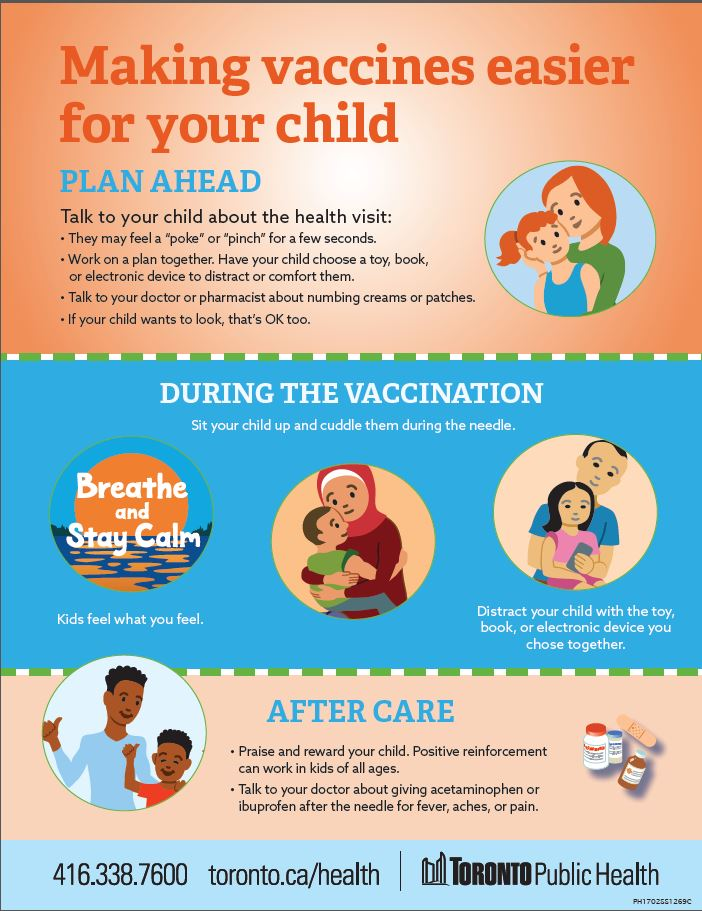 Making vaccines easier
for your child
PLAN AHEAD
Talk to your child about the health visit:
• They may feel a “poke” or “pinch” for a few seconds.
• Work on a plan together. Have your child choose a toy, book,
or electronic device to distract or comfort them.
• Talk to your doctor or pharmacist about numbing creams or patches.
• If your child wants to look, that’s OK too.
DURING THE VACCINATION
Sit your child up and cuddle them during the needle.
Breathe
and
Stay Calm
Kids feel what you feel.
Distract your child with the toy,
book, or electronic device you
chose together.
AFTER CARE
• Praise and reward your child. Positive reinforcement
can work in kids of all ages.
• Talk to your doctor about giving acetaminophen or
ibuprofen after the needle for fever, aches, or pain.
416.338.7600 toronto.ca/health TORONTO Public Health